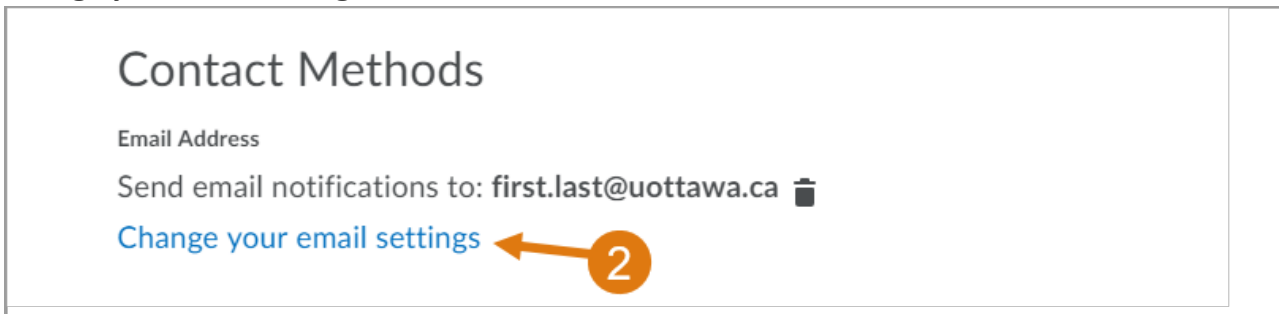 Contact Methods
Email Address
Send email notifications to: first.last@uottawa.ca
Change your email settings
2